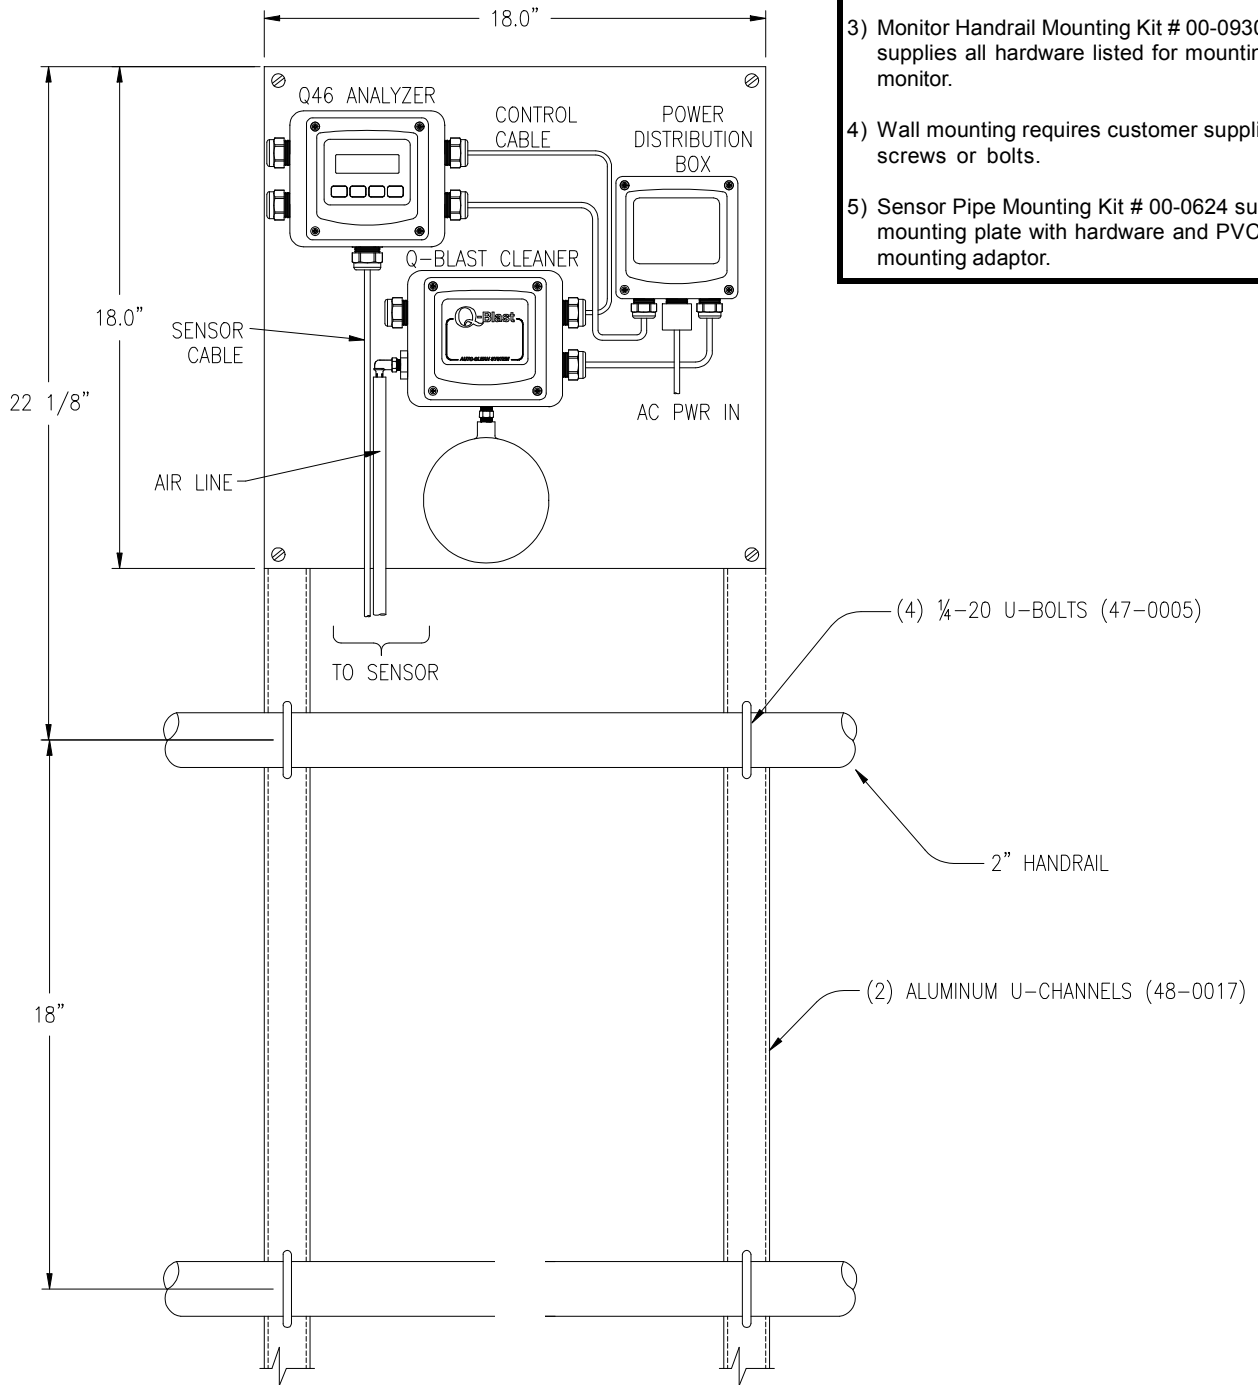 18.0”
3) Monitor Handrail Mounting Kit # 00-0930
supplies all hardware listed for
monitor.
4) Wall mounting requires customer
screws or bolts.
5) Sensor Pipe Mounting Kit # 00-0624
mounting plate with hardware and PVC
mounting adaptor.
Q46 ANALYZER
CONTROL
CABLE
POWER
DISTRIBUTION
BOX
Q-BLAST CLEANER
Q-Blast
AUTO-CLEAN SYSTEM
18.0”
SENSOR
CABLE
22 1/8”
AC PWR IN
AIR LINE
TO SENSOR
(4) ¼-20 U-BOLTS (47-0005)
2” HANDRAIL
(2) ALUMINUM U-CHANNELS (48-0017)
18”